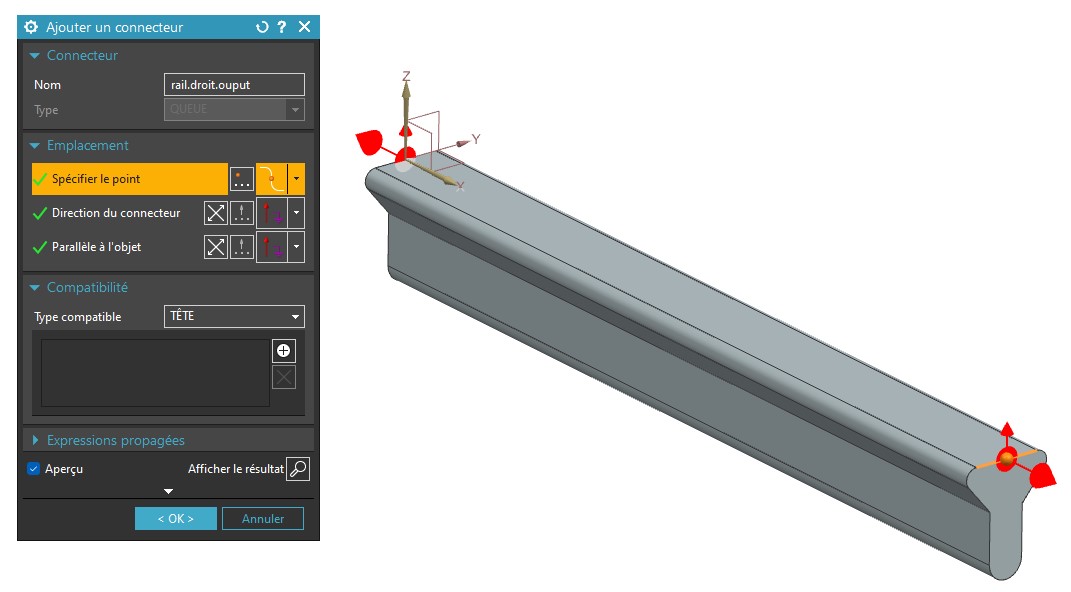 Ajouter un connecteur
Connecteur
Nom rail.droit.ouput
Type QUEUE
Emplacement
Spécifier le point
Direction du connecteur
Parallèle à l'objet
Compatibilité
Type compatible TÊTE
Expressions propagées
Aperçu Afficher le résultat
< OK > Annuler
Z
Y
X